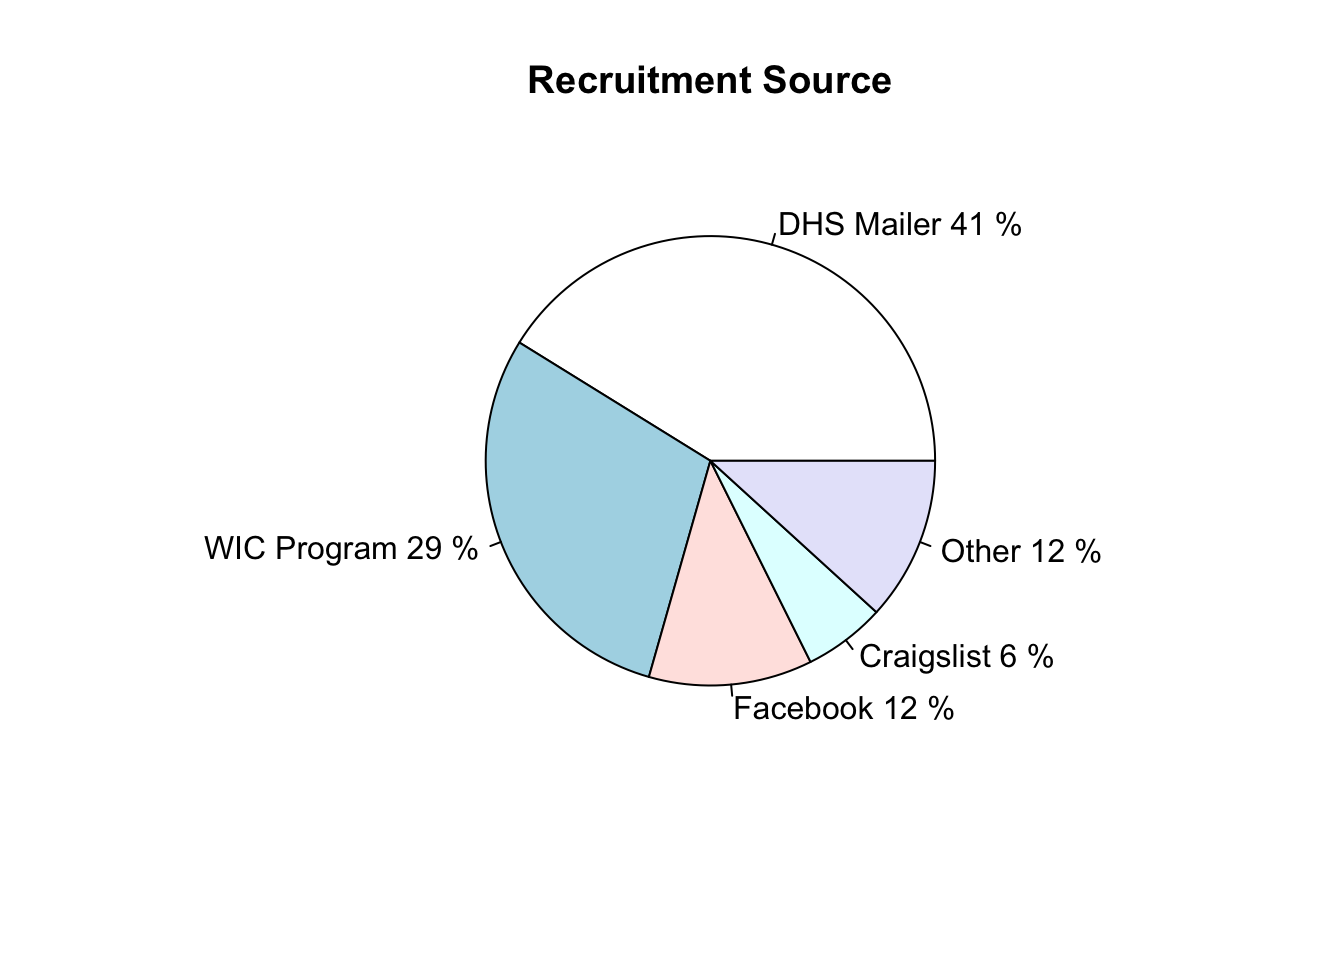 Recruitment Source
DHS Mailer 41 %
WIC Program 29 %
Other 12 %
Craigslist 6 %
Facebook 12 %